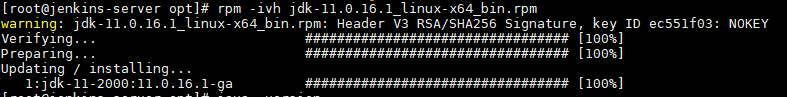 [root@jenkins-server opt]# rpm -ivh jdk-11.0.16.1_linux-x64_bin.rpm
warning: jdk-11.0.16.1_linux-x64_bin.rpm: Header V3 RSA/SHA256 Signature, key ID ec551f03: NOKEY
Verifying... ################################# [100%]
Preparing... ################################# [100%]
Updating / installing...
1:jdk-11-2000:11.0.16.1-ga ################################# [100%]